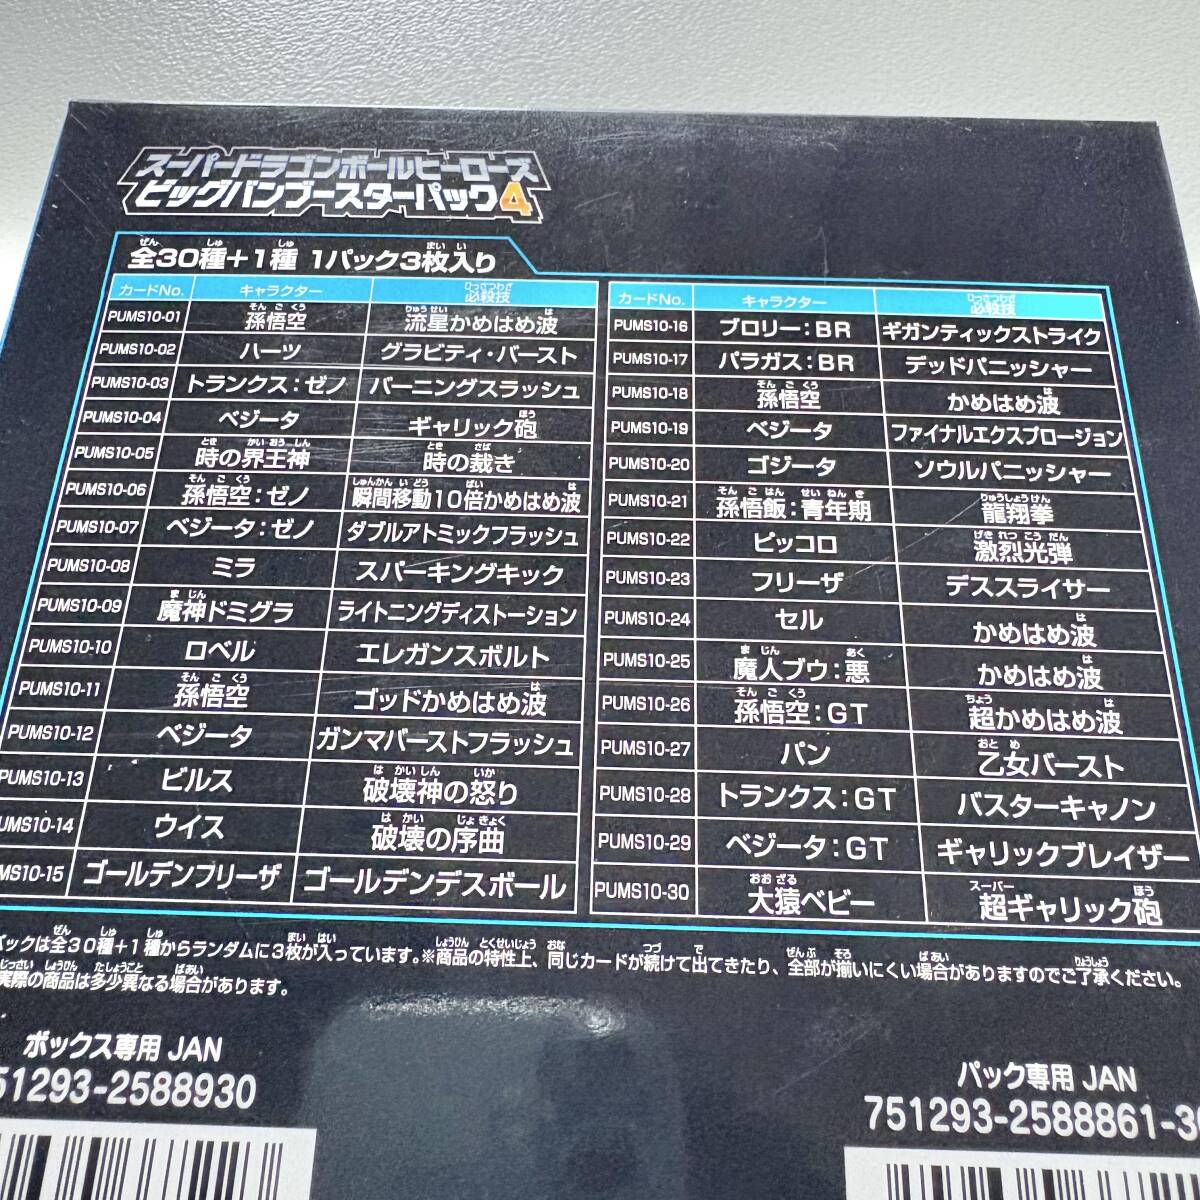 スーパードラゴンボールヒーローズ
ビッグバンブースターパック4
全30種+1種 1パック3枚入り
カードNo. キャラクター 必殺技
PUMS10-01 孫悟空 流星かめはめ波
PUMS10-02 ハーツ グラビティ・バースト
PUMS10-03 トランクス:ゼノ バーニングスラッシュ
PUMS10-04 ベジータ ギャリック砲
PUMS10-05 時の界王神 時の裁き
PUMS10-06 孫悟空:ゼノ 瞬間移動10倍かめはめ波
PUMS10-07 ベジータ:ゼノ ダブルアトミックフラッシュ
PUMS10-08 ミラ スパーキングキック
PUMS10-09 魔神ドミグラ ライトニングディストーション
PUMS10-10 ロベル エレガンスボルト
PUMS10-11 孫悟空 ゴッドかめはめ波
PUMS10-12 ベジータ ガンマバーストフラッシュ
PUMS10-13 ビルス 破壊神の怒り
UMS10-14 ウイス 破壊の序曲
MS10-15 ゴールデンフリーザ ゴールデンデスボール
カードNo. キャラクター 必殺技
PUMS10-16 ブロリー:BR ギガンティックストライク
PUMS10-17 パラガス:BR デッドパニッシャー
PUMS10-18 孫悟空 かめはめ波
PUMS10-19 ベジータ ファイナルエクスプロージョン
PUMS10-20 ゴジータ ソウルパニッシャー
PUMS10-21 孫悟飯:青年期 龍翔拳
PUMS10-22 ピッコロ 激烈光弾
PUMS10-23 フリーザ デススライサー
PUMS10-24 セル かめはめ波
PUMS10-25 魔人ブウ:悪 かめはめ波
PUMS10-26 孫悟空:GT 超かめはめ波
PUMS10-27 パン 乙女バースト
PUMS10-28 トランクス:GT バスターキャノン
PUMS10-29 ベジータ:GT ギャリックブレイザー
PUMS10-30 大猿ベビー 超ギャリック砲
パックは全30種+1種からランダムに3枚が入っています。※商品の特性上、同じカードが続けて出てきたり、全部が揃いにくい場合がありますのでご了承ください。
実際の商品は多少異なる場合があります。
ボックス専用 JAN
51293-2588930
パック専用 JAN
751293-2588861-3